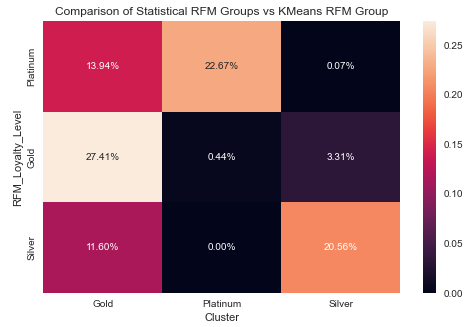 Comparison of Statistical RFM Groups vs KMeans RFM Group
RFM_Loyalty_Level
Platinum
13.94%
22.67%
0.07%
Gold
27.41%
0.44%
3.31%
Silver
11.60%
0.00%
20.56%
Gold
Platinum
Silver
Cluster
0.25
0.20
0.15
0.10
0.05
0.00